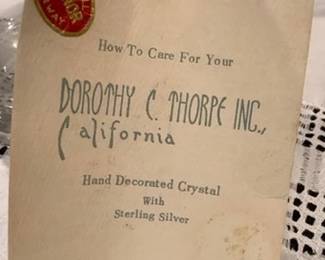 How To Care For Your
DOROTHY C. THORPE INC.,
California
Hand Decorated Crystal
With
Sterling Silver